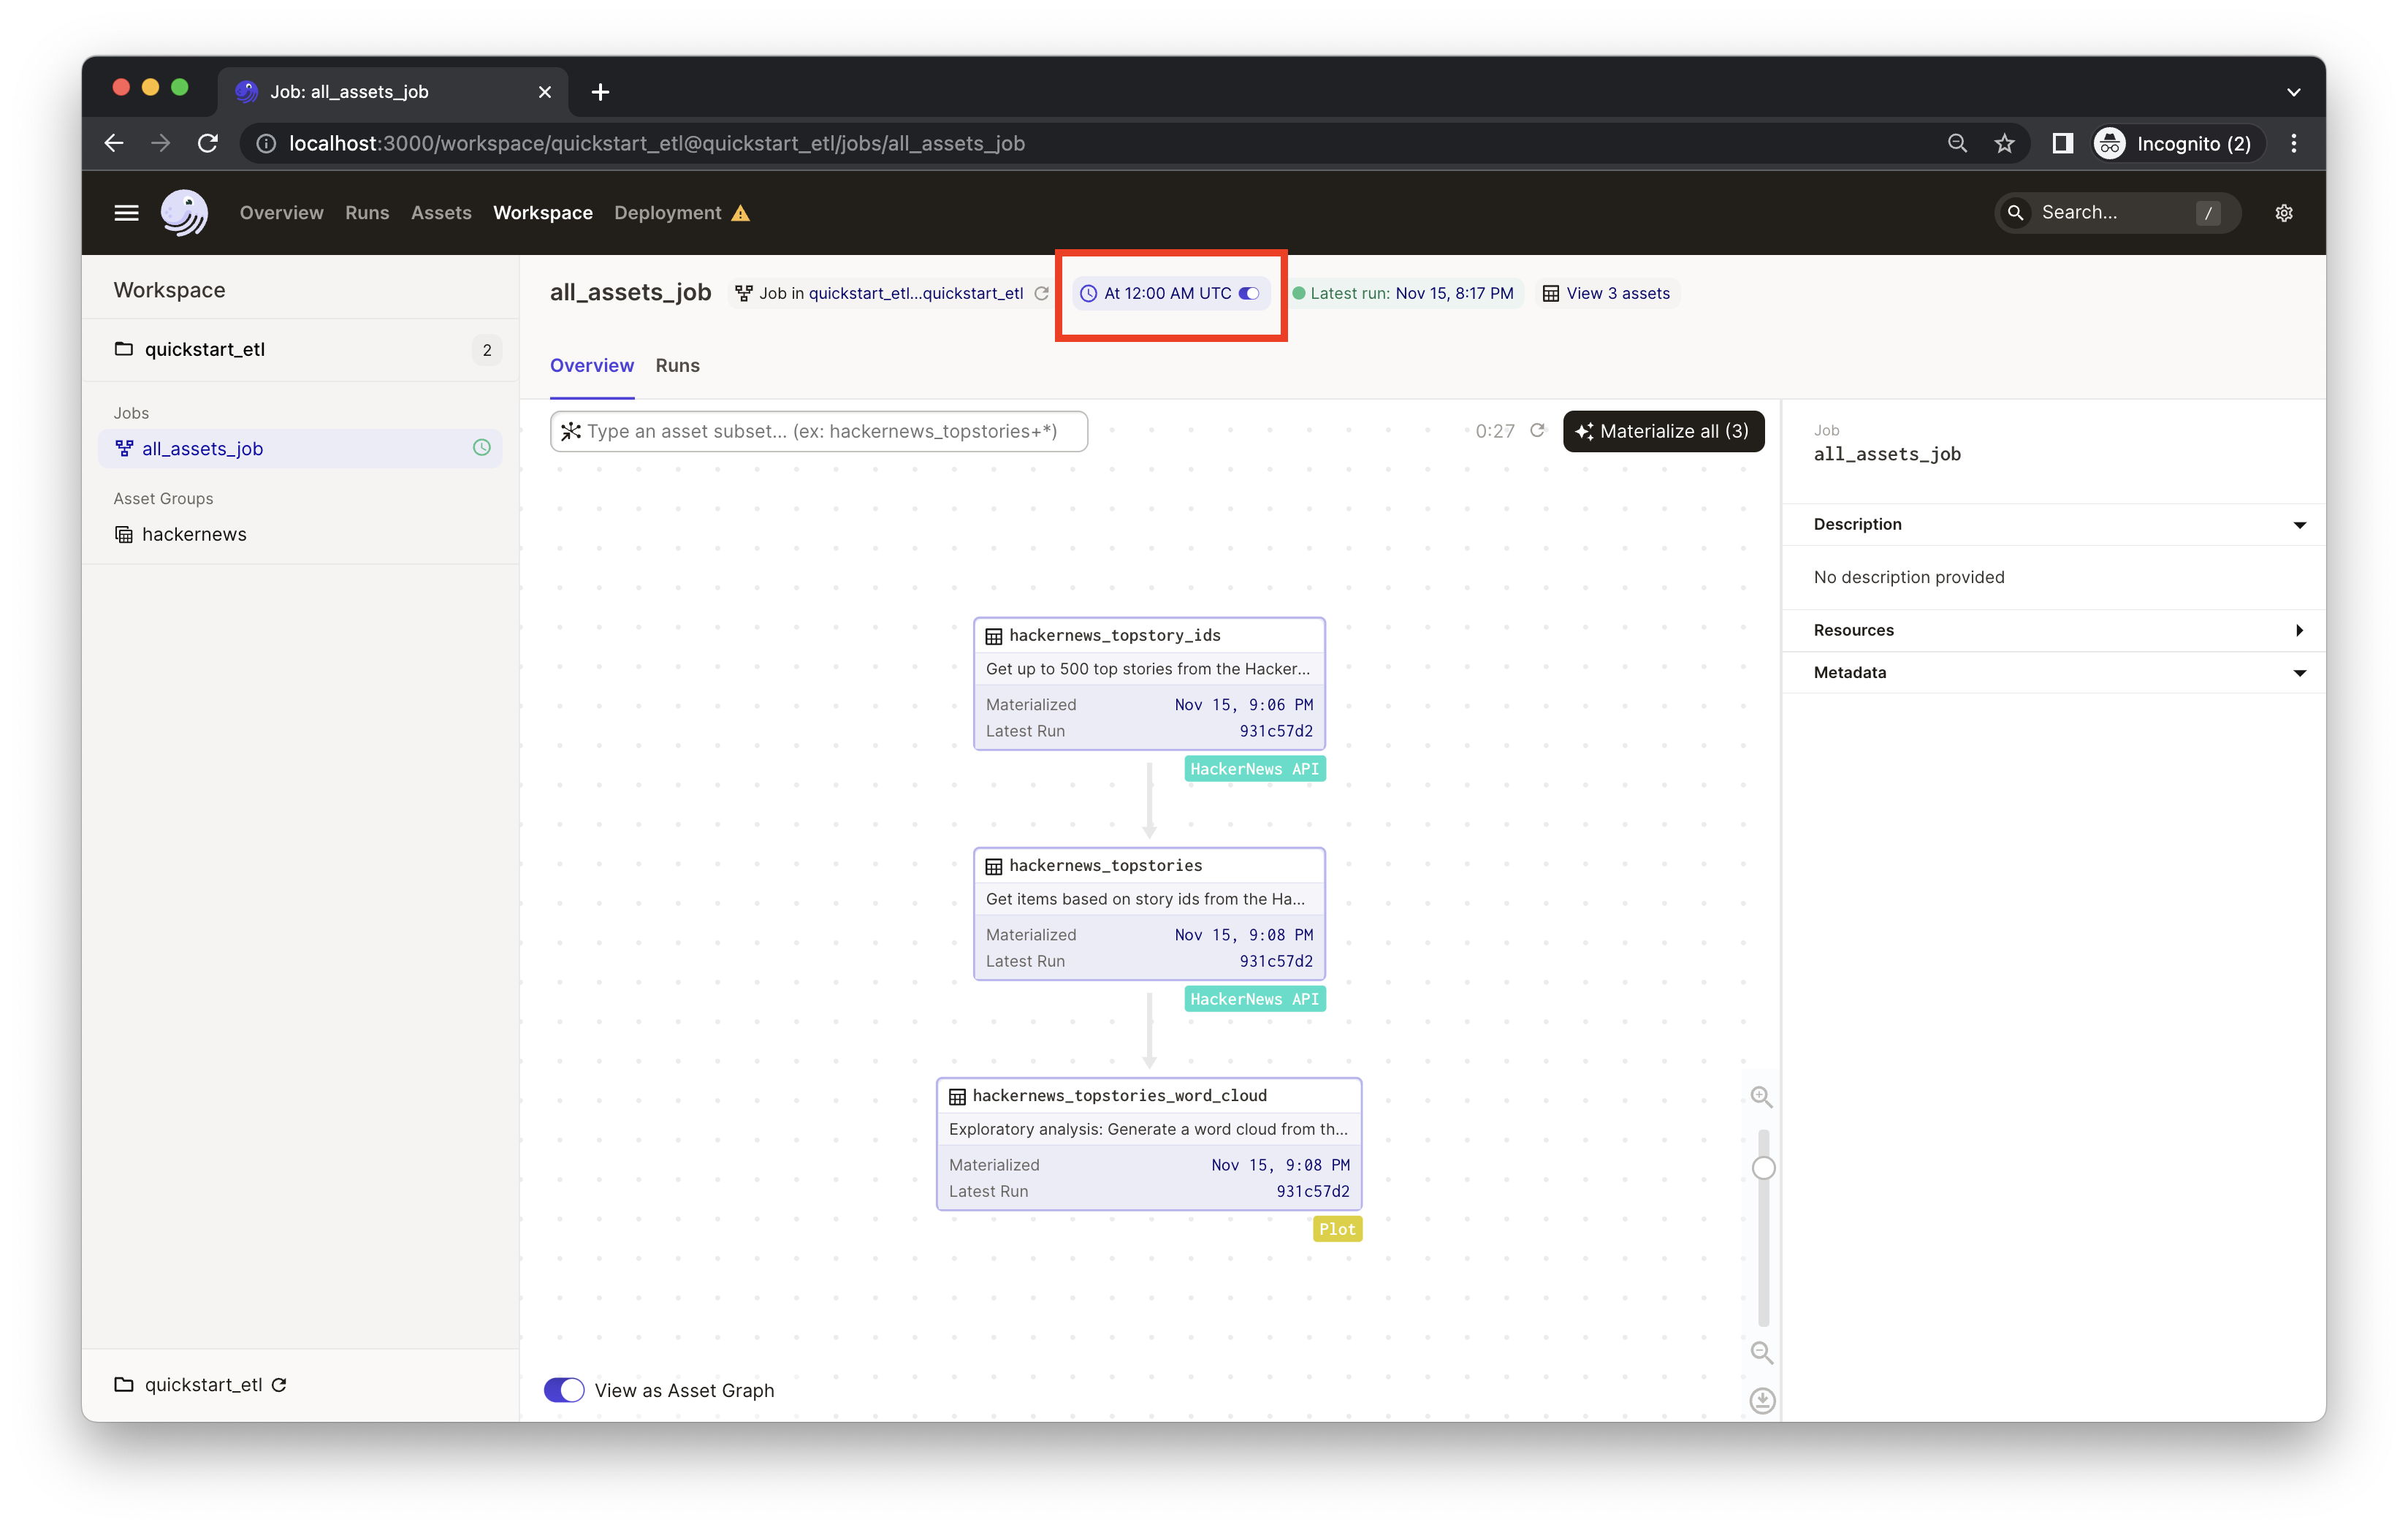 Job: all_assets_job
localhost:3000/workspace/quickstart_etl@quickstart_etl/jobs/all_assets_job
Incognito (2)
Overview Runs Assets Workspace Deployment
Search... /
Workspace
quickstart_etl 2
Jobs
all_assets_job
Asset Groups
hackernews
quickstart_etl
all_assets_job Job in quickstart_etl...quickstart_etl At 12:00 AM UTC Latest run: Nov 15, 8:17 PM View 3 assets
Overview Runs
Type an asset subset... (ex: hackernews_topstories+*) 0:27 Materialize all (3)
hackernews_topstory_ids
Get up to 500 top stories from the Hacker...
Materialized Nov 15, 9:06 PM
Latest Run 931c57d2
HackerNews API
hackernews_topstories
Get items based on story ids from the Ha...
Materialized Nov 15, 9:08 PM
Latest Run 931c57d2
HackerNews API
hackernews_topstories_word_cloud
Exploratory analysis: Generate a word cloud from th...
Materialized Nov 15, 9:08 PM
Latest Run 931c57d2
Plot
View as Asset Graph
Job
all_assets_job
Description
No description provided
Resources
Metadata